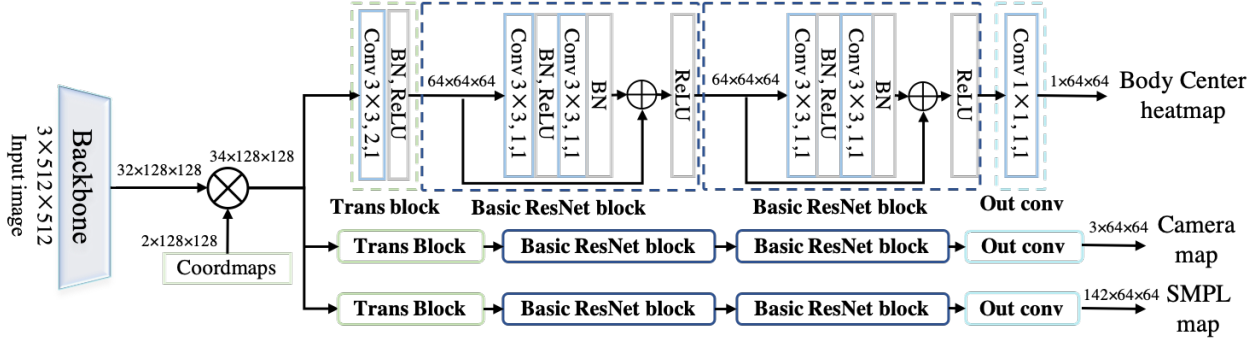 Input image
3×512×512
Backbone
32×128×128
34×128×128
2×128×128
Coordmaps
Conv 3×3, 2,1
BN, ReLU
Trans block
64×64×64
Conv 3×3, 1,1
BN, ReLU
Conv 3×3, 1,1
BN
ReLU
Basic ResNet block
64×64×64
Conv 3×3, 1,1
BN, ReLU
Conv 3×3, 1,1
BN
ReLU
Basic ResNet block
Conv 1×1, 1,1
Out conv
1×64×64
Body Center
heatmap
Trans Block
Basic ResNet block
Basic ResNet block
Out conv
3×64×64
Camera
map
Trans Block
Basic ResNet block
Basic ResNet block
Out conv
142×64×64
SMPL
map